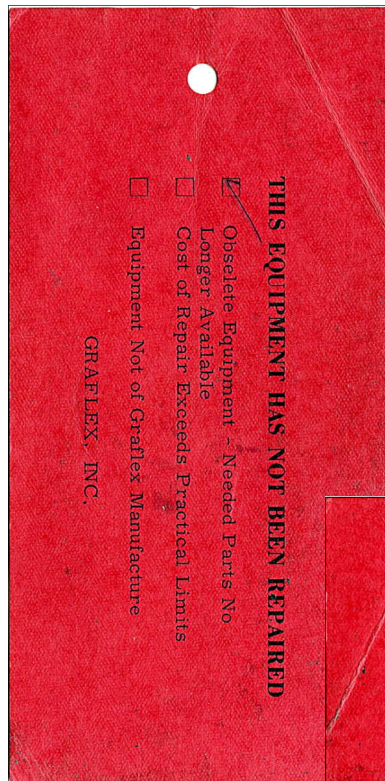 THIS EQUIPMENT HAS NOT BEEN REPAIRED
Obselete Equipment - Needed Parts No
Longer Available
Cost of Repair Exceeds Practical Limits
Equipment Not of Graflex Manufacture
GRAFLEX, INC.